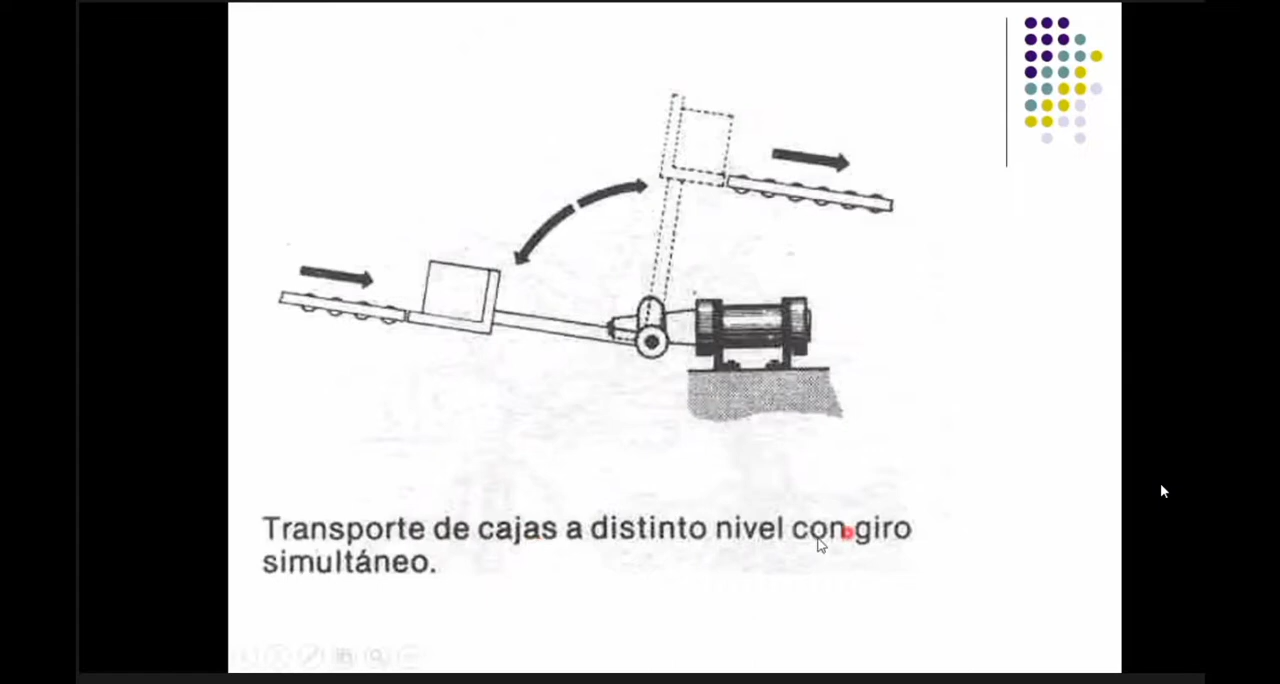 Transporte de cajas a distinto nivel con giro
simultáneo.